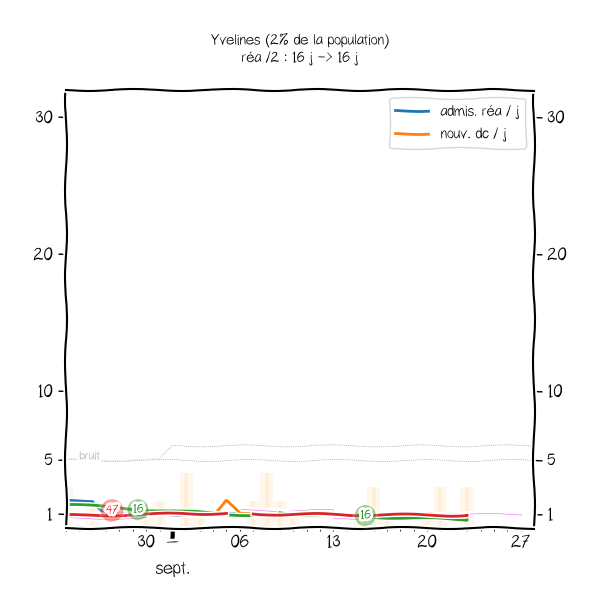 Yvelines (2% de la population)
réa /2 : 16 j -> 16 j
admis. réa / j
nouv. dc / j
30 30
20 20
10 10
5 bruit 5
47 16 16
1 1
30 06 13 20 27
sept.